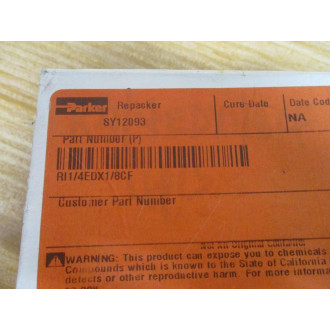 Parker Repacker Cure-Date Date Cod
SY12093 NA
Part Number (P)
RI1/4EDX1/8CF
Customer Part Number
WARNING: This product can expose you to chemicals
Compounds which is known to the State of California
defects or other reproductive harm. For more informa